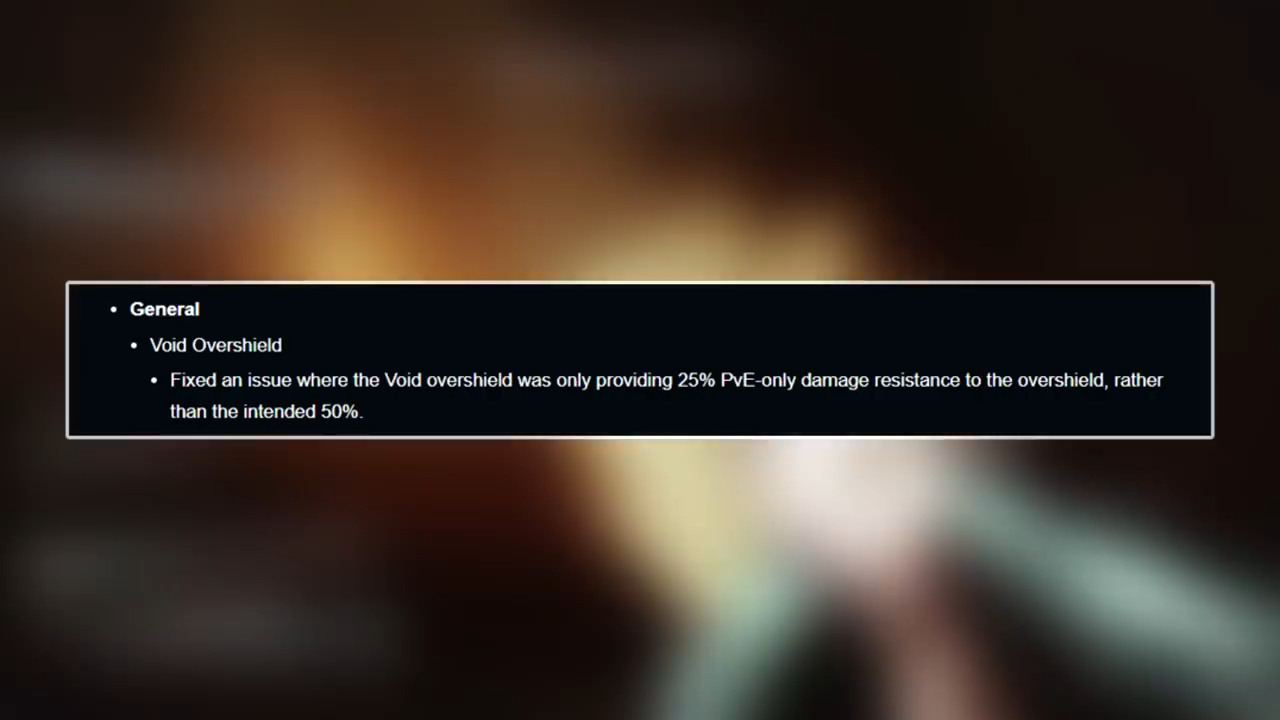 • General
• Void Overshield
• Fixed an issue where the Void overshield was only providing 25% PvE-only damage resistance to the overshield, rather
than the intended 50%.